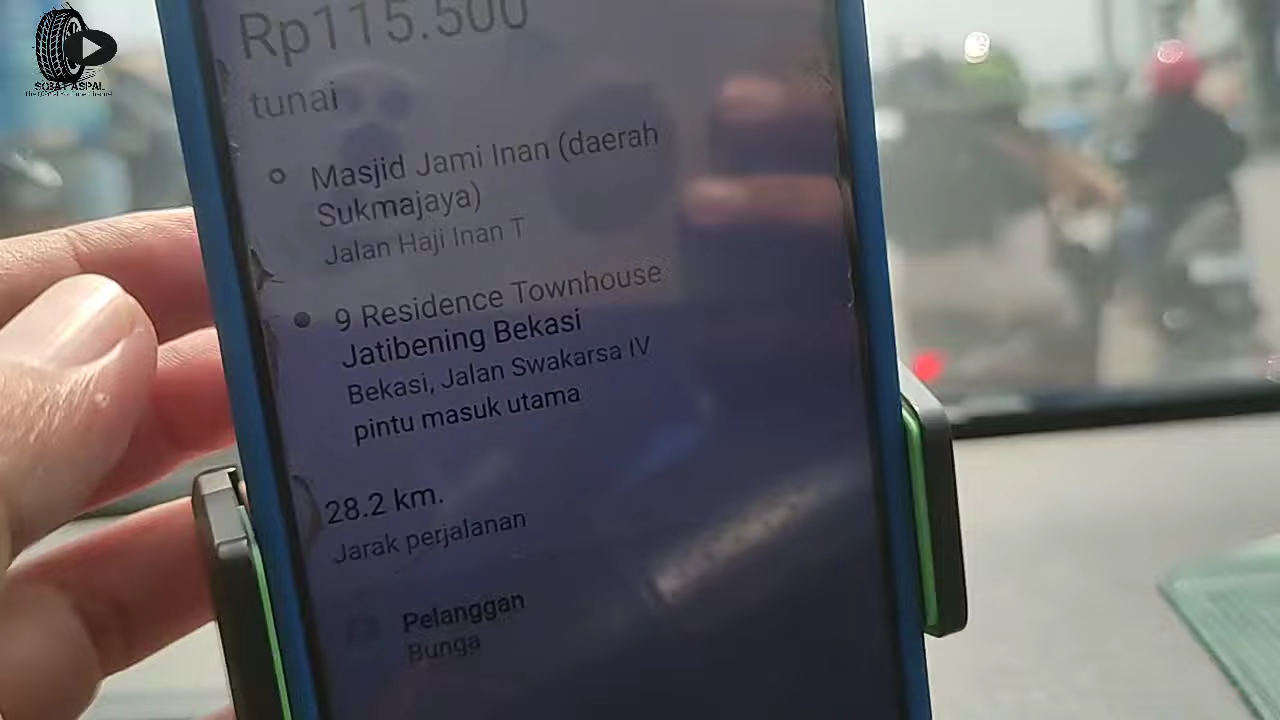 SOBAT ASPAL
Rp115.500
tunai
Masjid Jami Inan (daerah
Sukmajaya)
Jalan Haji Inan T
9 Residence Townhouse
Jatibening Bekasi
Bekasi, Jalan Swakarsa IV
pintu masuk utama
28.2 km.
Jarak perjalanan
Pelanggan
Bunga